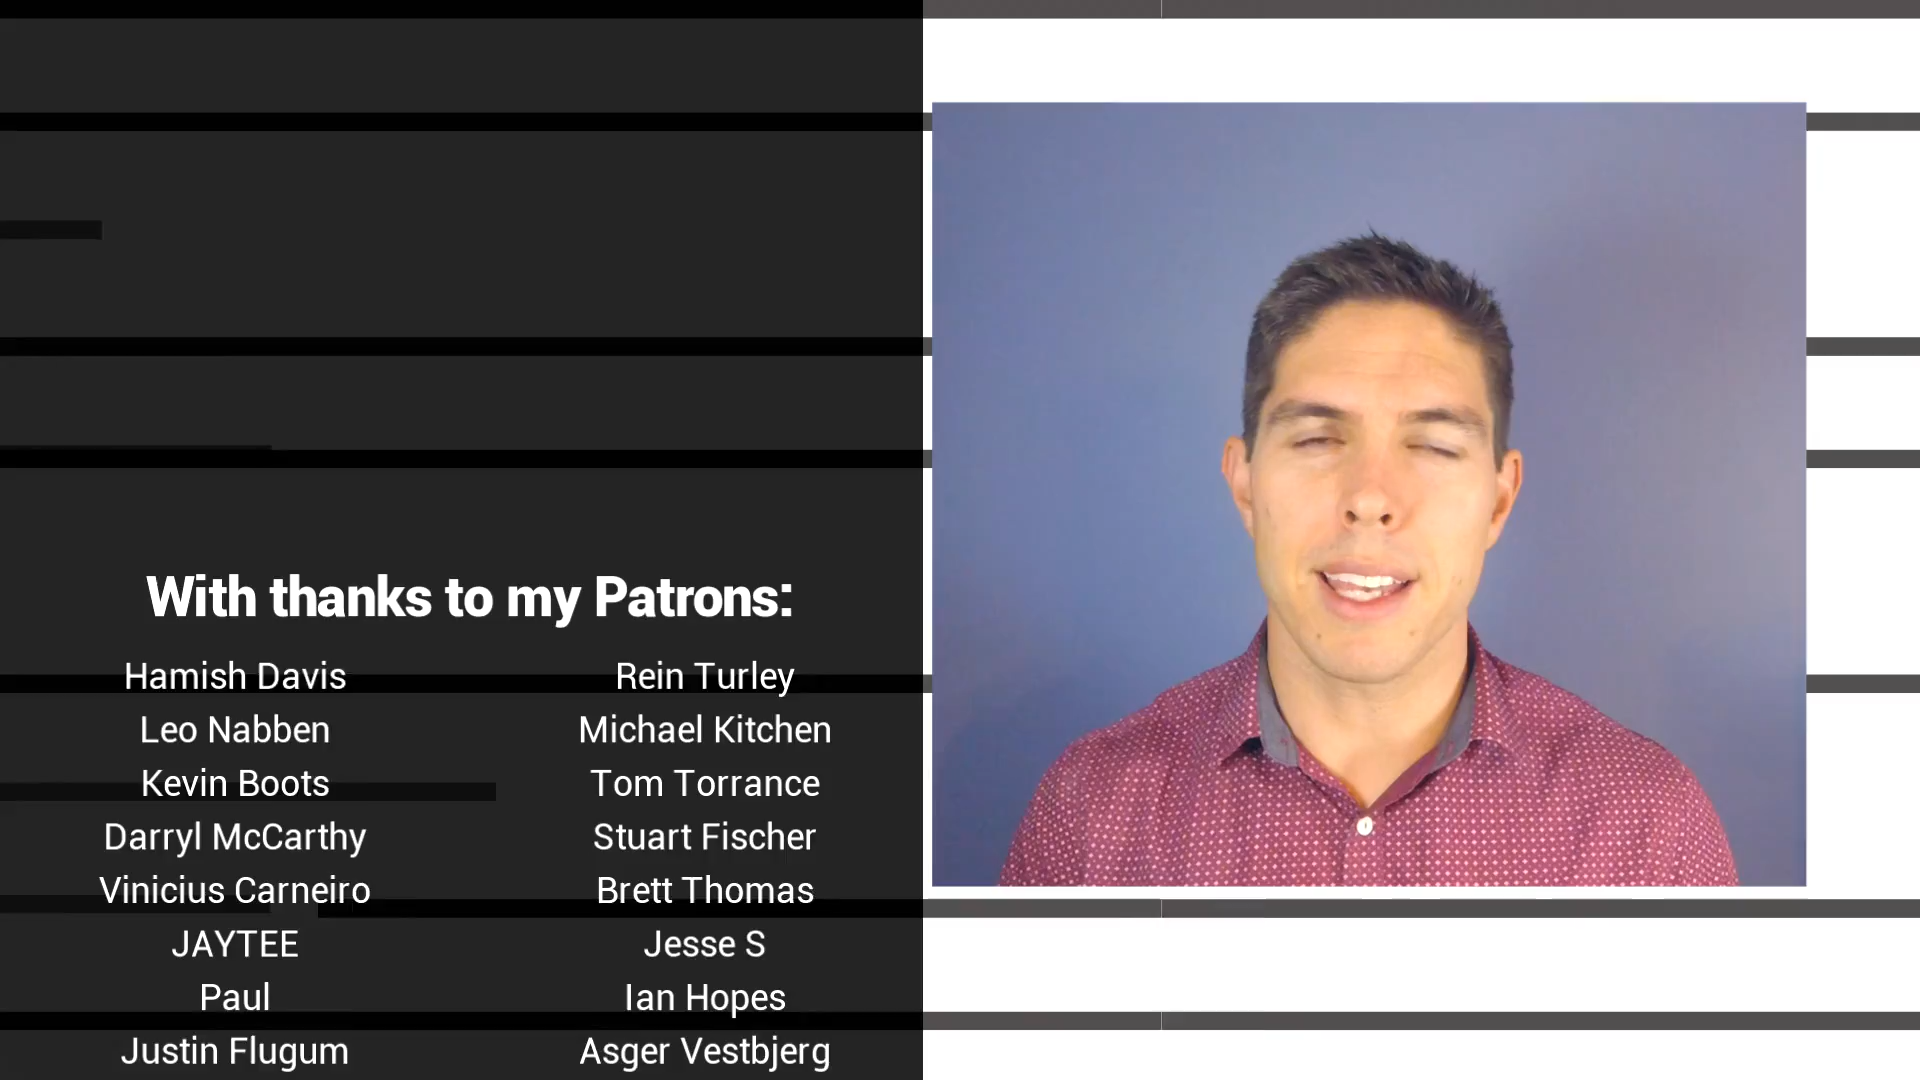 With thanks to my Patrons:
Hamish Davis
Rein Turley
Leo Nabben
Michael Kitchen
Kevin Boots
Tom Torrance
Darryl McCarthy
Stuart Fischer
Vinicius Carneiro
Brett Thomas
JAYTEE
Jesse S
Paul
Ian Hopes
Justin Flugum
Asger Vestbjerg